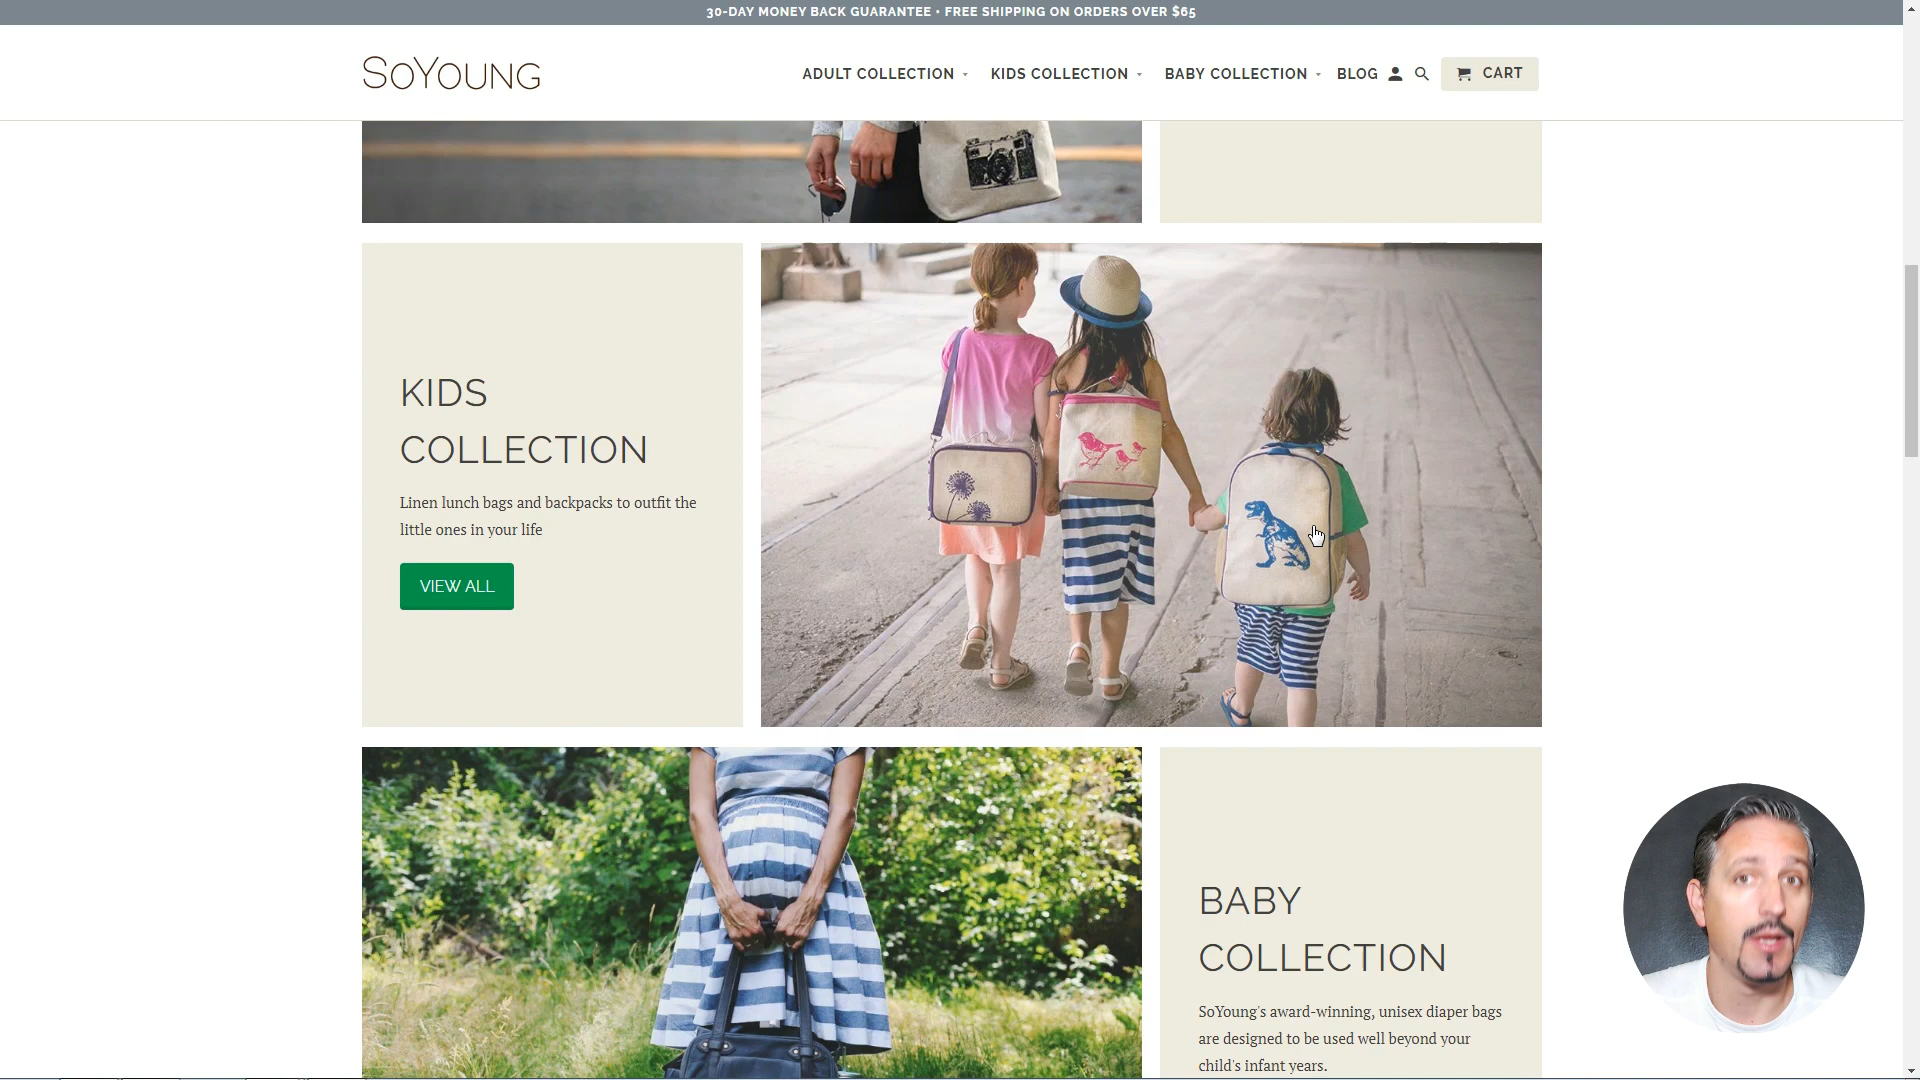 30-DAY MONEY BACK GUARANTEE • FREE SHIPPING ON ORDERS OVER $65
SOYOUNG
ADULT COLLECTION
KIDS COLLECTION
BABY COLLECTION
BLOG
CART
KIDS
COLLECTION
Linen lunch bags and backpacks to outfit the
little ones in your life
VIEW ALL
BABY
COLLECTION
SoYoung's award-winning, unisex diaper bags
are designed to be used well beyond your
child's infant years.